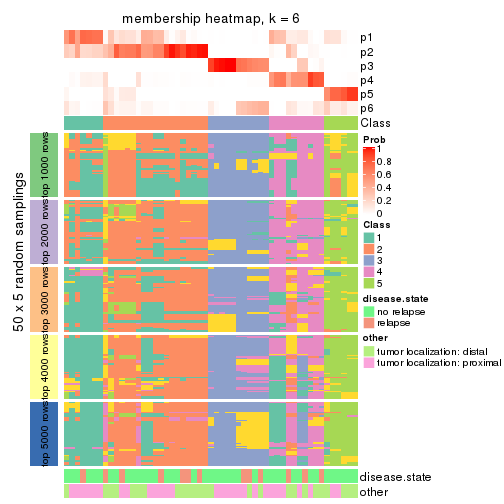 membership heatmap, k = 6
p1
p2
p3
p4
p5
p6
Class
50 x 5 random samplings
top 1000 rows
top 2000 rows
top 3000 rows
top 4000 rows
top 5000 rows
Prob
1
0.8
0.6
0.4
0.2
0
Class
1
2
3
4
5
disease.state
no relapse
relapse
other
tumor localization: distal
tumor localization: proximal
disease.state
other